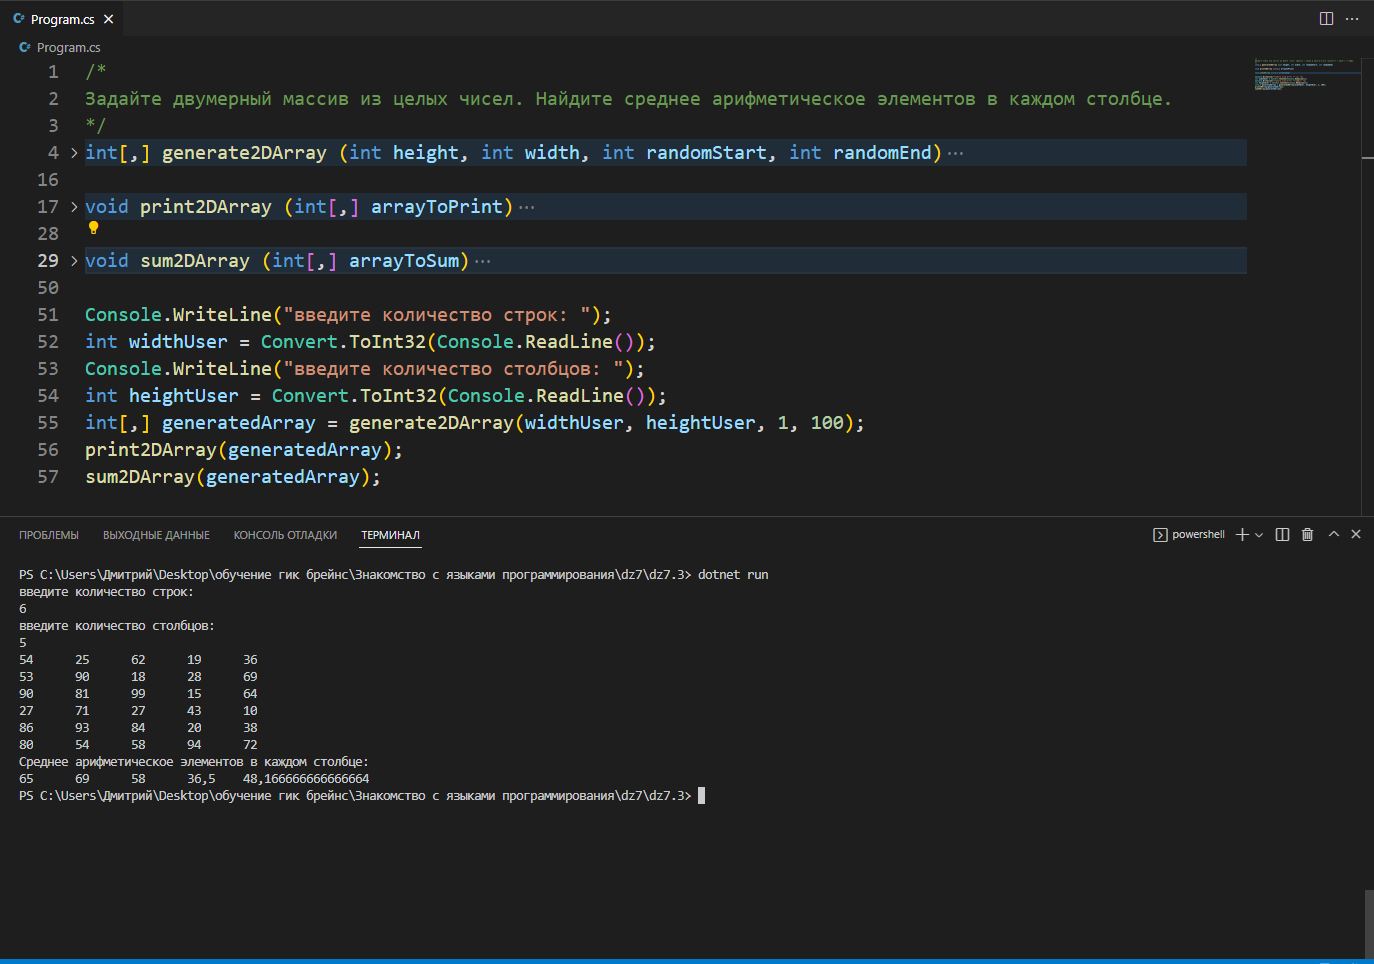 Program.cs
Program.cs
1 /*
2 Задайте двумерный массив из целых чисел. Найдите среднее арифметическое элементов в каждом столбце.
3 */
4 int[,] generate2DArray (int height, int width, int randomStart, int randomEnd)...
16
17 void print2DArray (int[,] arrayToPrint)...
28
29 void sum2DArray (int[,] arrayToSum)...
50
51 Console.WriteLine("введите количество строк: ");
52 int widthUser = Convert.ToInt32(Console.ReadLine());
53 Console.WriteLine("введите количество столбцов: ");
54 int heightUser = Convert.ToInt32(Console.ReadLine());
55 int[,] generatedArray = generate2DArray(widthUser, heightUser, 1, 100);
56 print2DArray(generatedArray);
57 sum2DArray(generatedArray);
ПРОБЛЕМЫ ВЫХОДНЫЕ ДАННЫЕ КОНСОЛЬ ОТЛАДКИ ТЕРМИНАЛ powershell
PS C:\Users\Дмитрий\Desktop\обучение гик брейнс\Знакомство с языками программирования\dz7\dz7.3> dotnet run
введите количество строк:
6
введите количество столбцов:
5
54 25 62 19 36
53 90 18 28 69
90 81 99 15 64
27 71 27 43 10
86 93 84 20 38
80 54 58 94 72
Среднее арифметическое элементов в каждом столбце:
65 69 58 36,5 48,166666666666664
PS C:\Users\Дмитрий\Desktop\обучение гик брейнс\Знакомство с языками программирования\dz7\dz7.3>